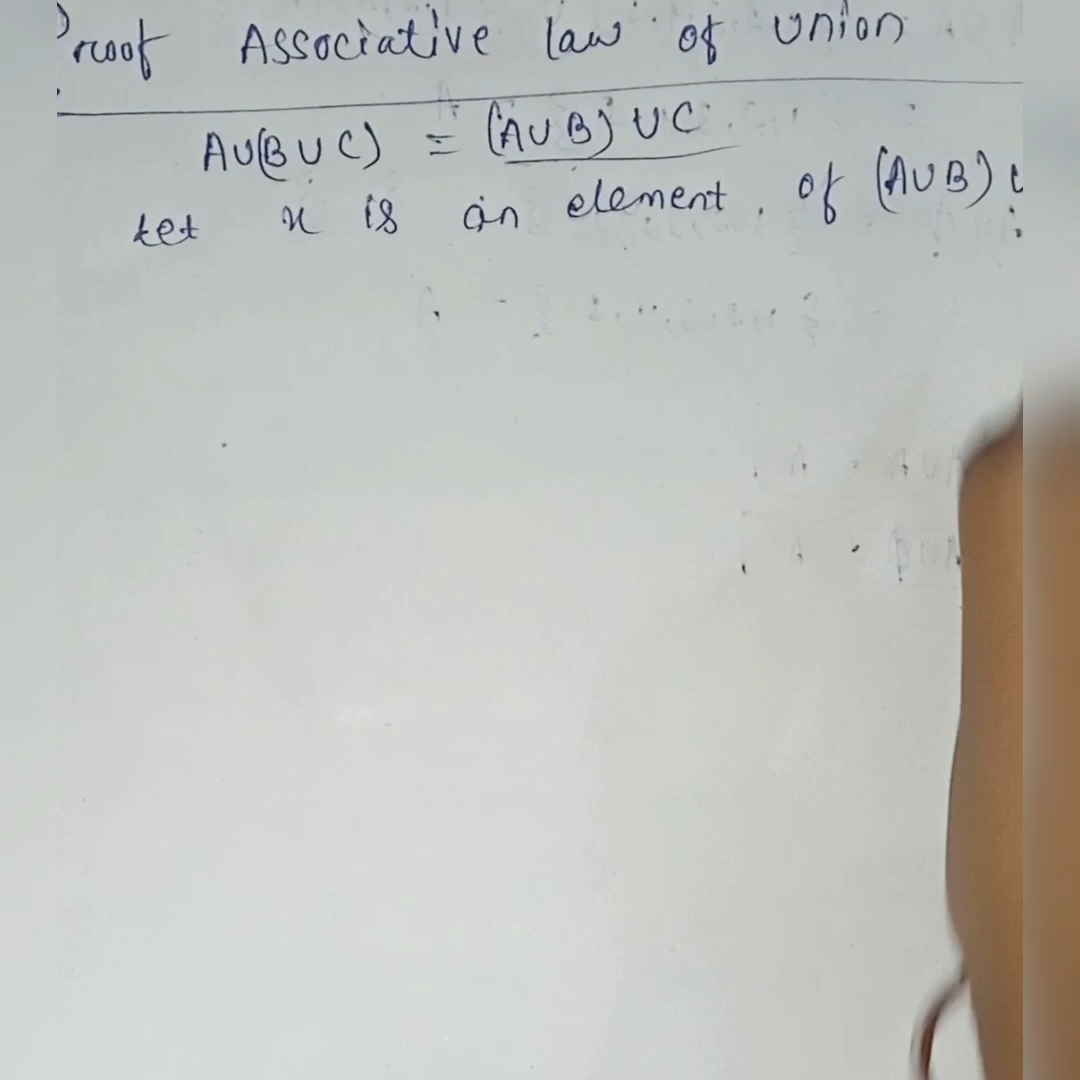 Proof Associative law of union
A∪(B∪C) = (A∪B)∪C
let x is an element of (A∪B) ∪